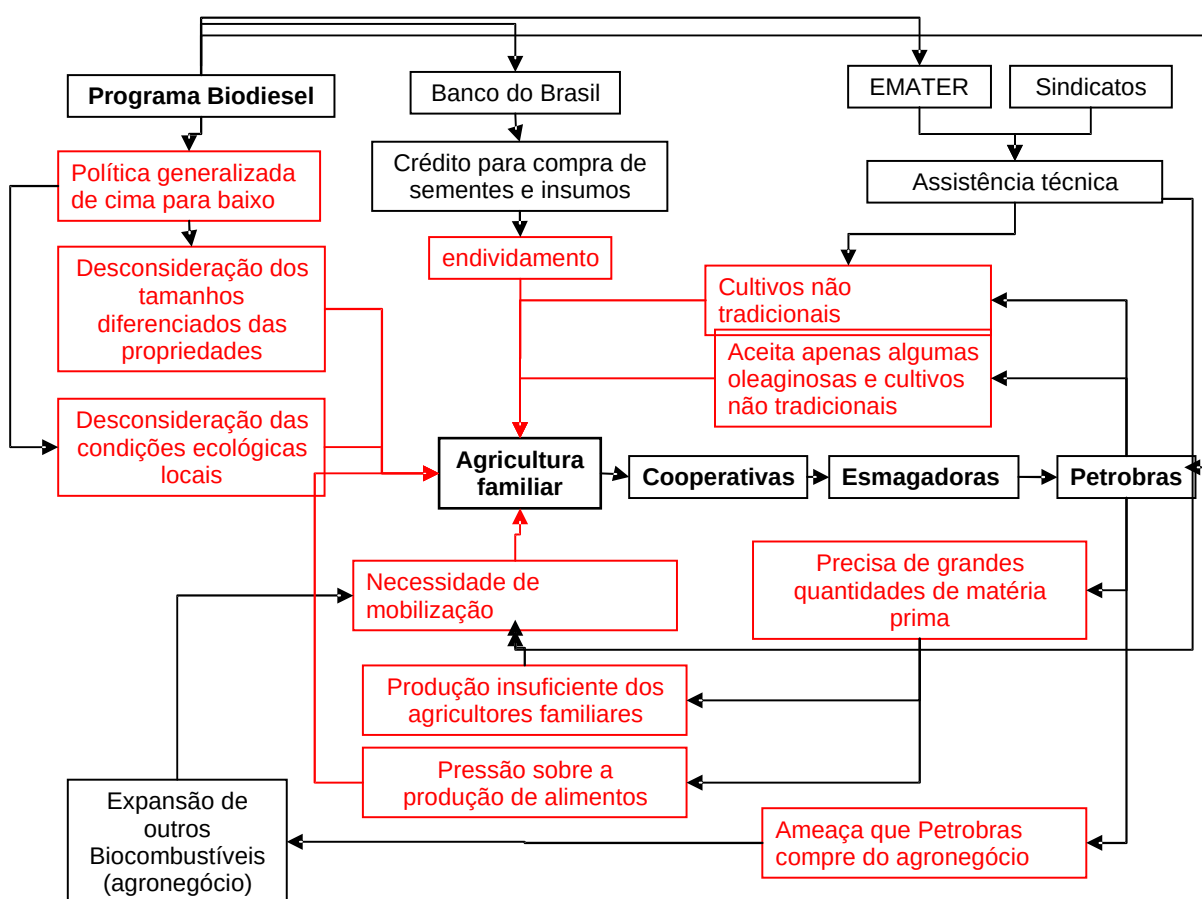 Programa Biodiesel
Banco do Brasil
EMATER
Sindicatos
Política generalizada
de cima para baixo
Crédito para compra de
sementes e insumos
Assistência técnica
Desconsideração dos
tamanhos
diferenciados das
propriedades
endividamento
Cultivos não
tradicionais
Aceita apenas algumas
oleaginosas e cultivos
não tradicionais
Desconsideração das
condições ecológicas
locais
Agricultura
familiar
Cooperativas
Esmagadoras
Petrobras
Necessidade de
mobilização
Precisa de grandes
quantidades de matéria
prima
Produção insuficiente dos
agricultores familiares
Pressão sobre a
produção de alimentos
Expansão de
outros
Biocombustíveis
(agronegócio)
Ameaça que Petrobras
compre do agronegócio